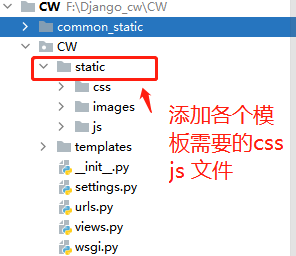 CW F:\Django_cw\CW
common_static
CW
static
css
images
js
templates
__init__.py
settings.py
urls.py
views.py
wsgi.py
添加各个模
板需要的css
js 文件